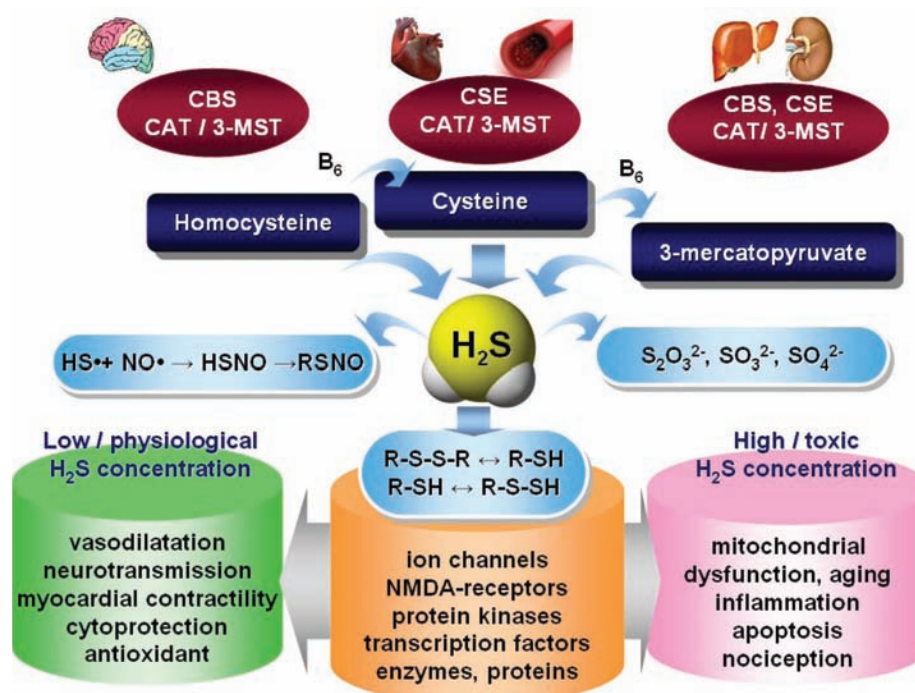 CBS
CAT / 3-MST
CSE
CAT/ 3-MST
CBS, CSE
CAT/ 3-MST
B₆
B₆
Homocysteine
Cysteine
3-mercatopyruvate
H₂S
HS•+ NO• → HSNO →RSNO
S₂O₃²⁻, SO₃²⁻, SO₄²⁻
Low / physiological
H₂S concentration
R-S-S-R ↔ R-SH
R-SH ↔ R-S-SH
High / toxic
H₂S concentration
vasodilatation
neurotransmission
myocardial contractility
cytoprotection
antioxidant
ion channels
NMDA-receptors
protein kinases
transcription factors
enzymes, proteins
mitochondrial
dysfunction, aging
inflammation
apoptosis
nociception